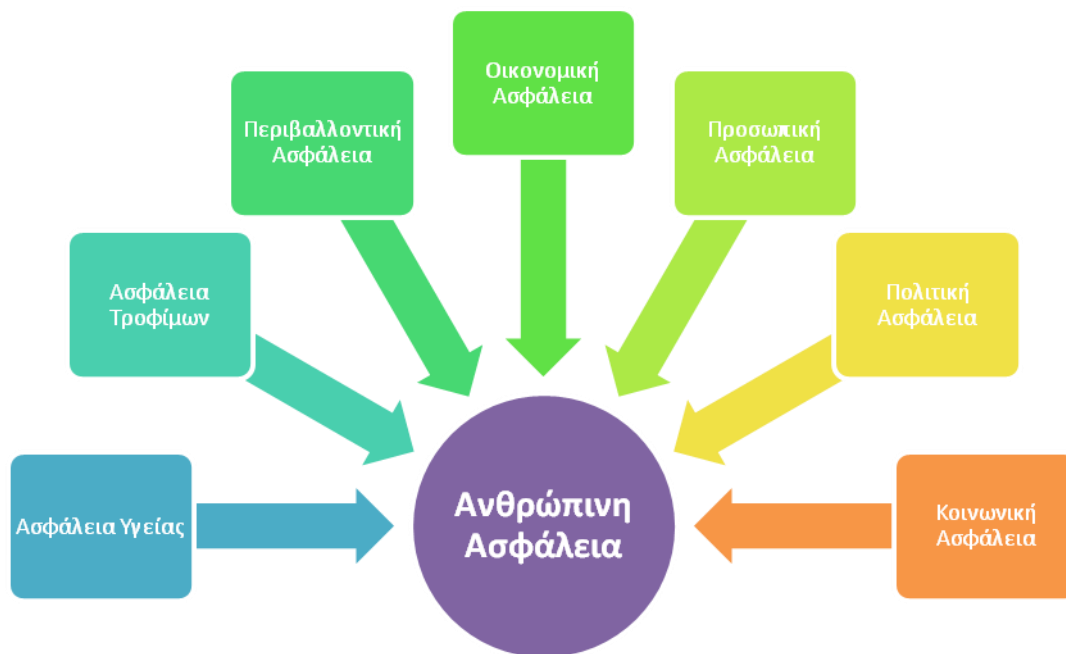 Οικονομική
Ασφάλεια
Περιβαλλοντική
Ασφάλεια
Προσωπική
Ασφάλεια
Ασφάλεια
Τροφίμων
Πολιτική
Ασφάλεια
Ασφάλεια Υγείας
Κοινωνική
Ασφάλεια
Ανθρώπινη
Ασφάλεια